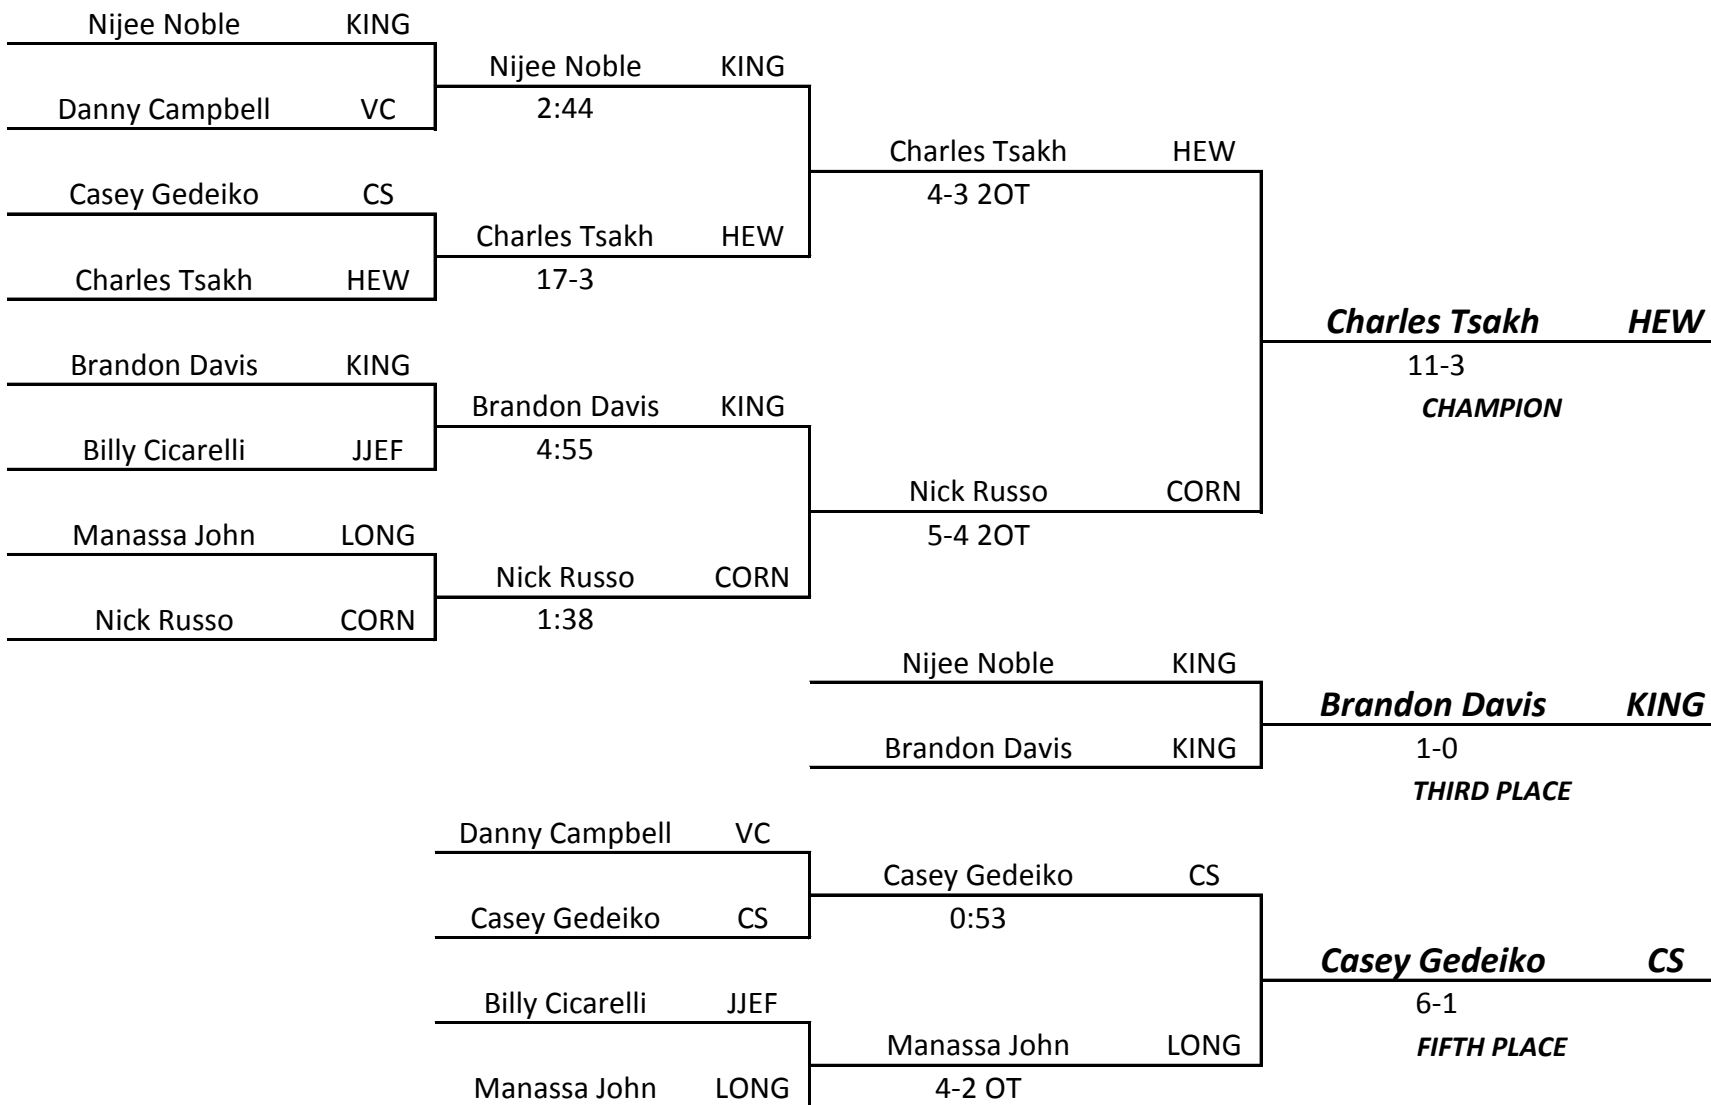 Nijee Noble KING
Nijee Noble KING
Danny Campbell VC
2:44
Charles Tsakh HEW
Casey Gedeiko CS
4-3 2OT
Charles Tsakh HEW
Charles Tsakh HEW
17-3
Charles Tsakh HEW
Brandon Davis KING
11-3
Brandon Davis KING
CHAMPION
Billy Cicarelli JJEF
4:55
Nick Russo CORN
Manassa John LONG
5-4 2OT
Nick Russo CORN
Nick Russo CORN
1:38
Nijee Noble KING
Brandon Davis KING
Brandon Davis KING
1-0
THIRD PLACE
Danny Campbell VC
Casey Gedeiko CS
Casey Gedeiko CS
0:53
Casey Gedeiko CS
Billy Cicarelli JJEF
6-1
Manassa John LONG
FIFTH PLACE
Manassa John LONG
4-2 OT